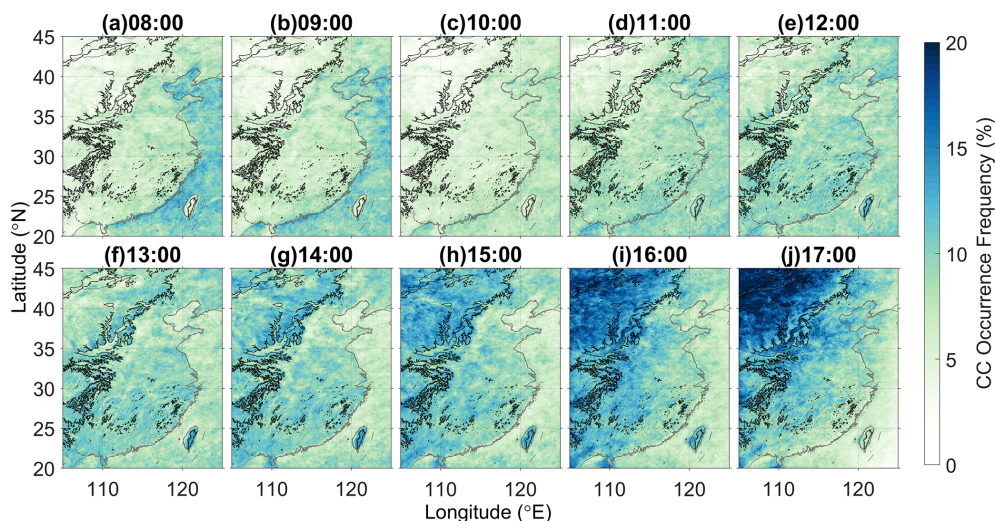 (a)08:00 (b)09:00 (c)10:00 (d)11:00 (e)12:00
45
40
35
30
25
20
(f)13:00 (g)14:00 (h)15:00 (i)16:00 (j)17:00
45
40
35
30
25
20
110 120 110 120 110 120 110 120 110 120
Latitude (°N)
Longitude (°E)
20
15
10
5
0
CC Occurrence Frequency (%)